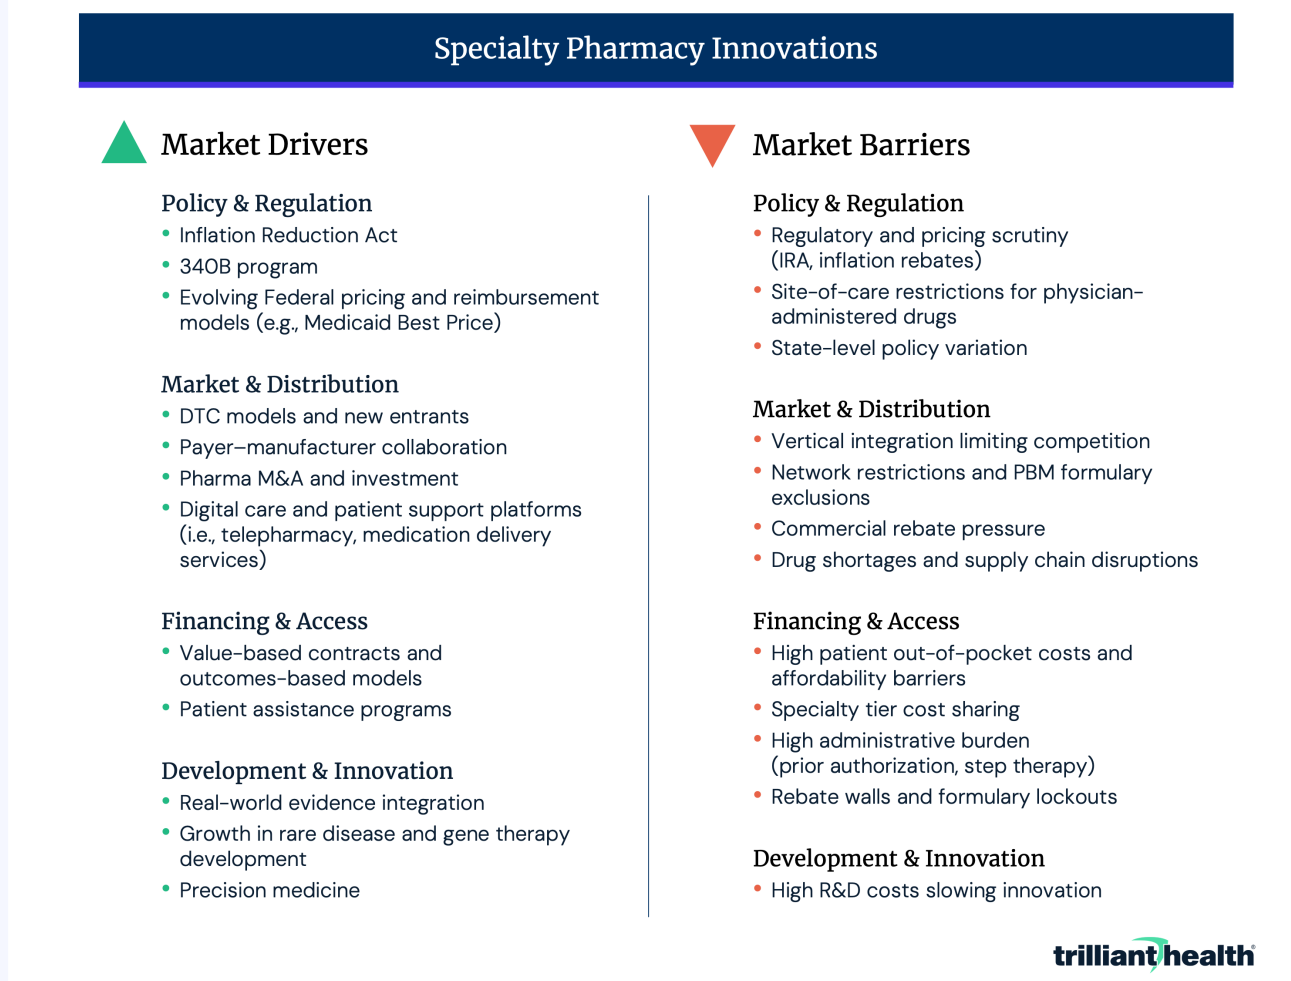 Specialty Pharmacy Innovations
Market Drivers
Policy & Regulation
• Inflation Reduction Act
• 340B program
• Evolving Federal pricing and reimbursement
models (e.g., Medicaid Best Price)
Market & Distribution
• DTC models and new entrants
• Payer–manufacturer collaboration
• Pharma M&A and investment
• Digital care and patient support platforms
(i.e., telepharmacy, medication delivery
services)
Financing & Access
• Value-based contracts and
outcomes-based models
• Patient assistance programs
Development & Innovation
• Real-world evidence integration
• Growth in rare disease and gene therapy
development
• Precision medicine
Market Barriers
Policy & Regulation
• Regulatory and pricing scrutiny
(IRA, inflation rebates)
• Site-of-care restrictions for physician-
administered drugs
• State-level policy variation
Market & Distribution
• Vertical integration limiting competition
• Network restrictions and PBM formulary
exclusions
• Commercial rebate pressure
• Drug shortages and supply chain disruptions
Financing & Access
• High patient out-of-pocket costs and
affordability barriers
• Specialty tier cost sharing
• High administrative burden
(prior authorization, step therapy)
• Rebate walls and formulary lockouts
Development & Innovation
• High R&D costs slowing innovation
trillianthealth®